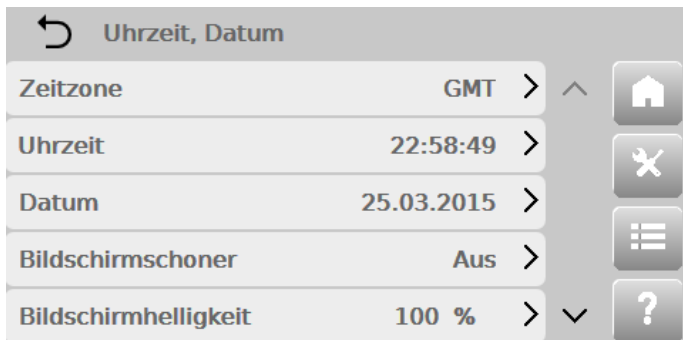 Uhrzeit, Datum
Zeitzone GMT
Uhrzeit 22:58:49
Datum 25.03.2015
Bildschirmschoner Aus
Bildschirmhelligkeit 100 %
?